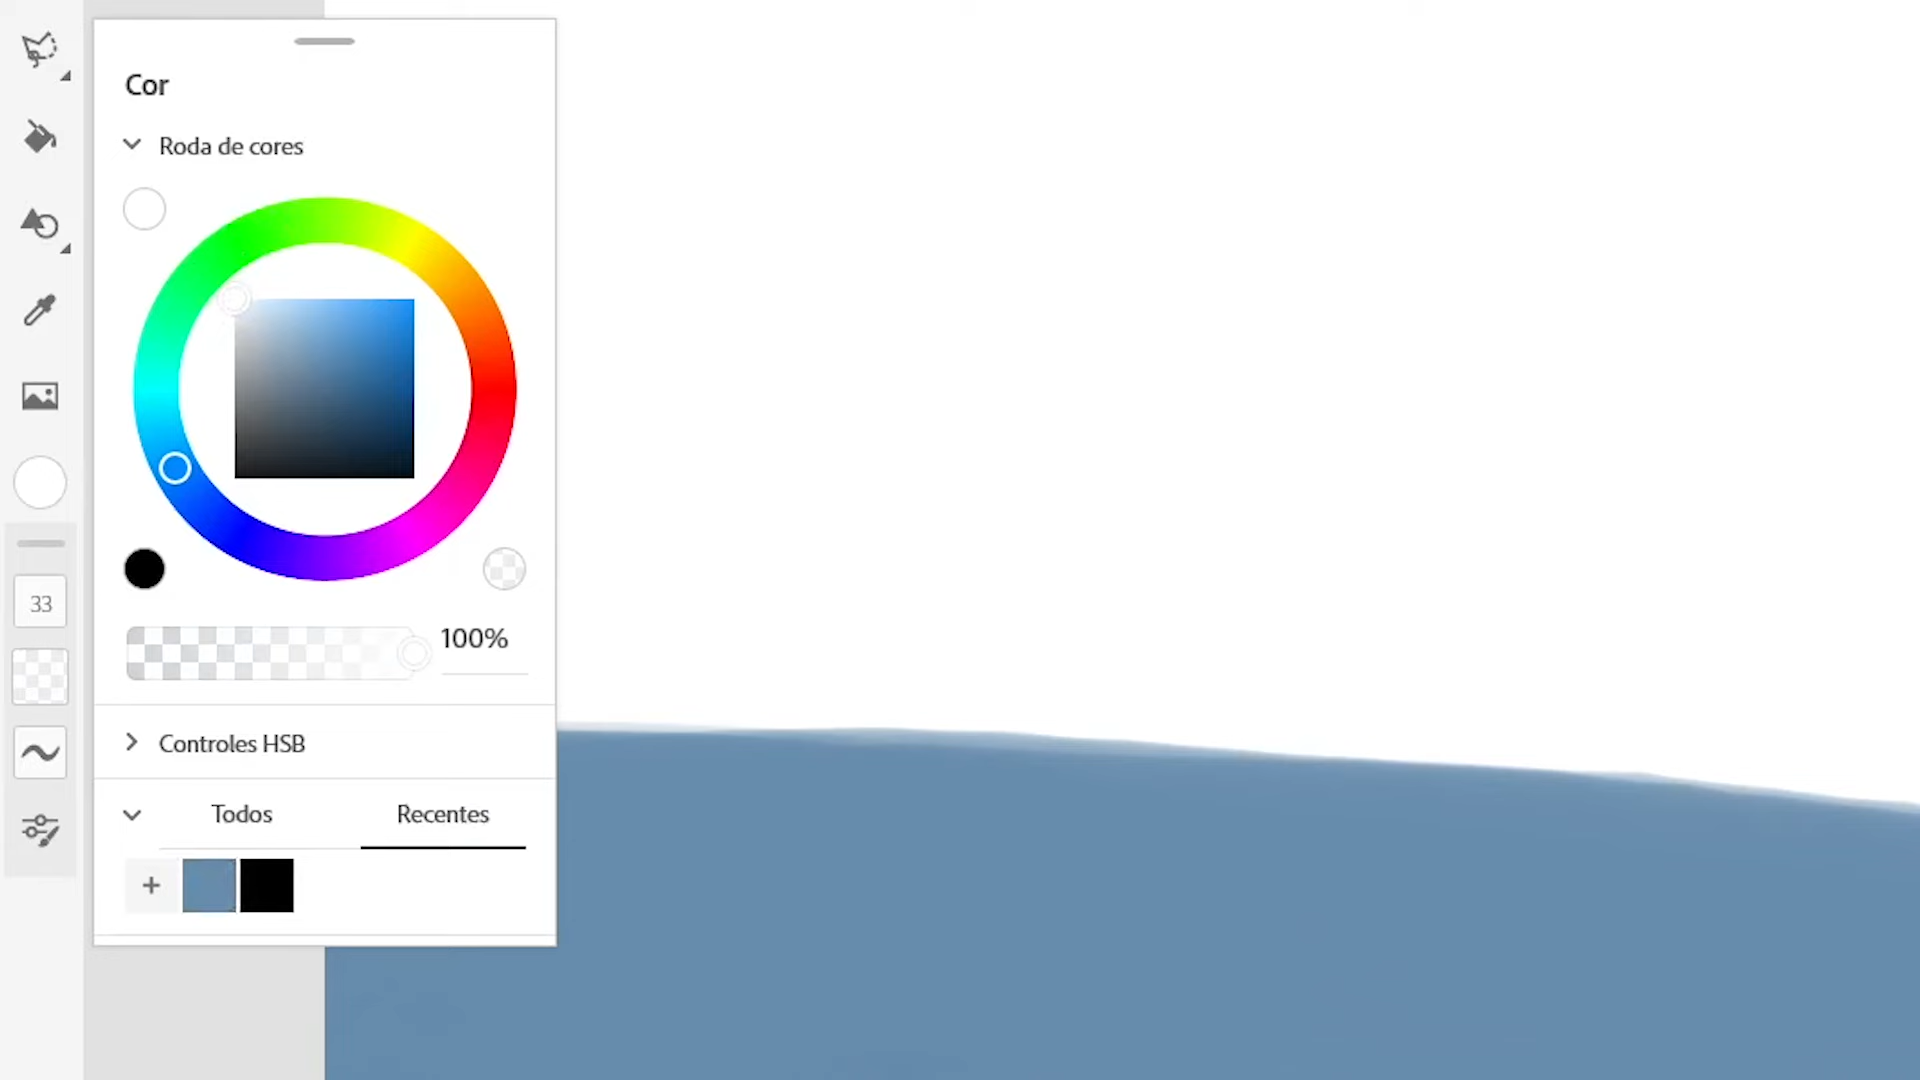 Cor
Roda de cores
33
100%
Controles HSB
Todos
Recentes